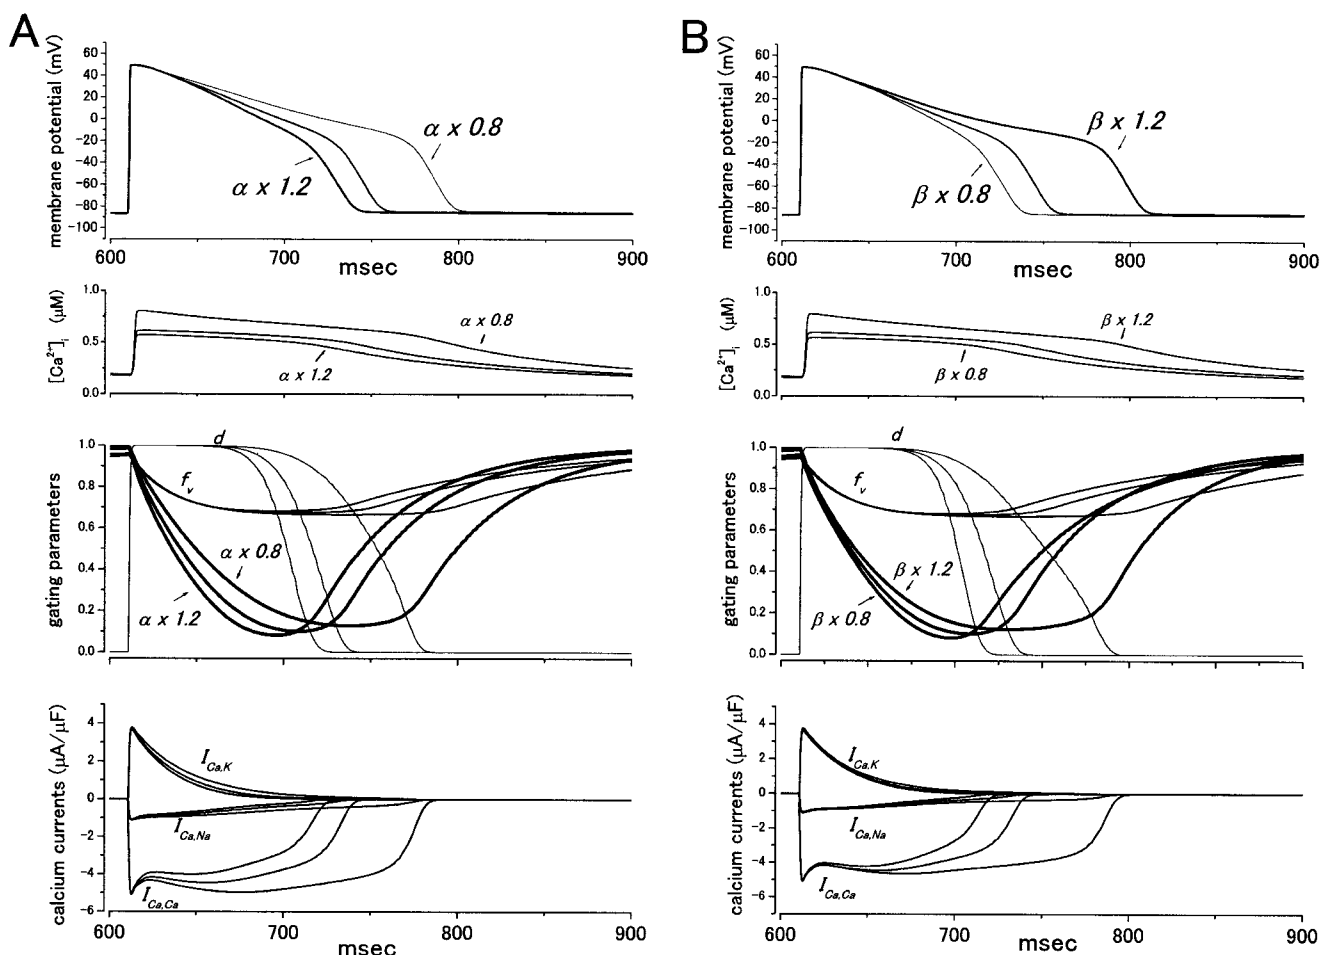 A
membrane potential (mV)
60
40
20
0
−20
−40
−60
−80
−100
α x 0.8
α x 1.2
600
700
800
900
msec
[Ca²⁺]ᵢ (μM)
1.0
0.5
0.0
α x 0.8
α x 1.2
gating parameters
1.0
0.8
0.6
0.4
0.2
0.0
d
fᵥ
α x 0.8
α x 1.2
calcium currents (μA/μF)
4
2
0
−2
−4
−6
I Ca,K
I Ca,Na
I Ca,Ca
600
700
800
900
msec
B
membrane potential (mV)
60
40
20
0
−20
−40
−60
−80
−100
β x 1.2
β x 0.8
600
700
800
900
msec
[Ca²⁺]ᵢ (μM)
1.0
0.5
0.0
β x 1.2
β x 0.8
gating parameters
1.0
0.8
0.6
0.4
0.2
0.0
d
fᵥ
β x 1.2
β x 0.8
calcium currents (μA/μF)
4
2
0
−2
−4
−6
I Ca,K
I Ca,Na
I Ca,Ca
600
700
800
900
msec